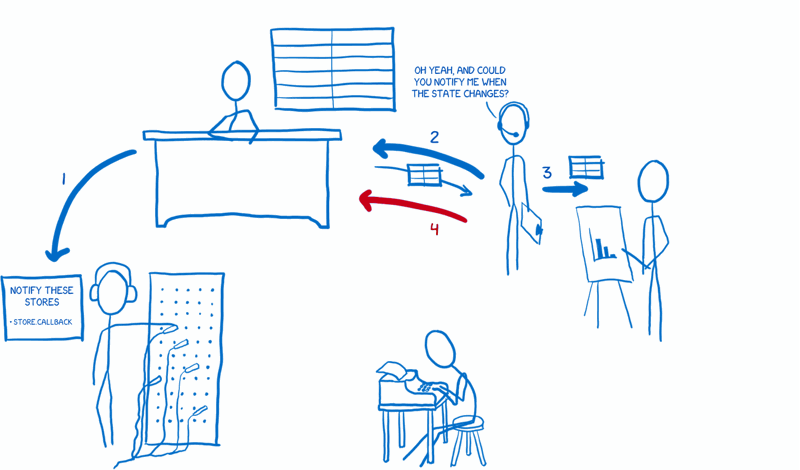 OH YEAH, AND COULD
YOU NOTIFY ME WHEN
THE STATE CHANGES?
2
1
3
4
NOTIFY THESE
STORES
• STORE.CALLBACK